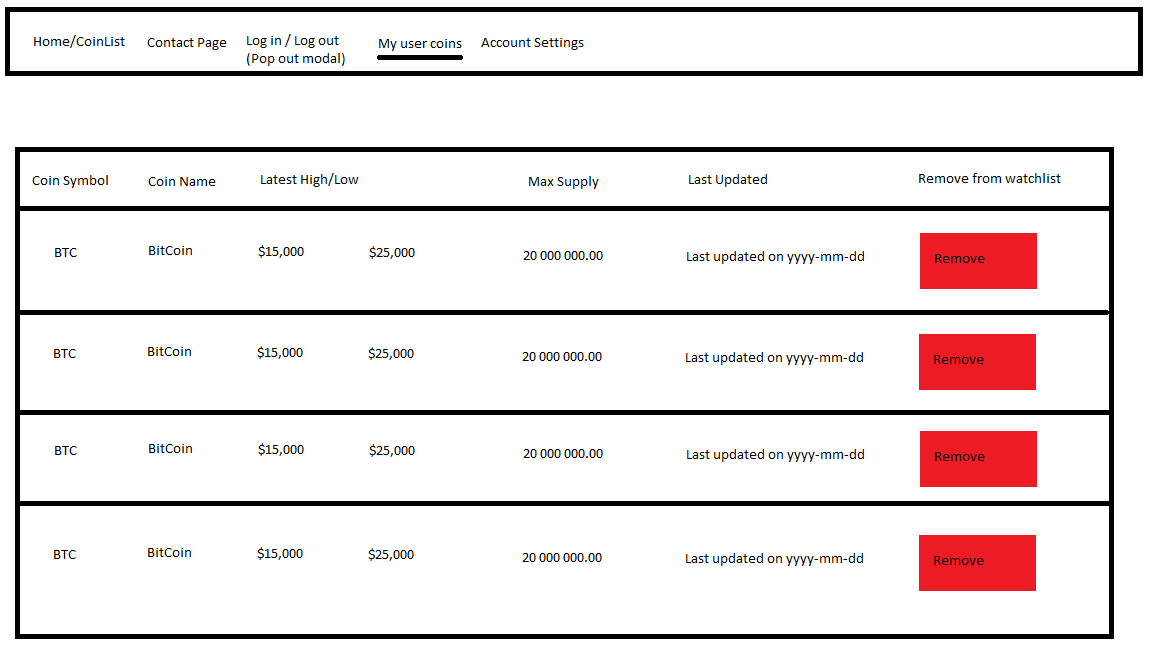 Home/CoinList Contact Page Log in / Log out My user coins Account Settings
(Pop out modal)
Coin Symbol Coin Name Latest High/Low Max Supply Last Updated Remove from watchlist
BTC BitCoin $15,000 $25,000 20 000 000.00 Last updated on yyyy-mm-dd Remove
BTC BitCoin $15,000 $25,000 20 000 000.00 Last updated on yyyy-mm-dd Remove
BTC BitCoin $15,000 $25,000 20 000 000.00 Last updated on yyyy-mm-dd Remove
BTC BitCoin $15,000 $25,000 20 000 000.00 Last updated on yyyy-mm-dd Remove